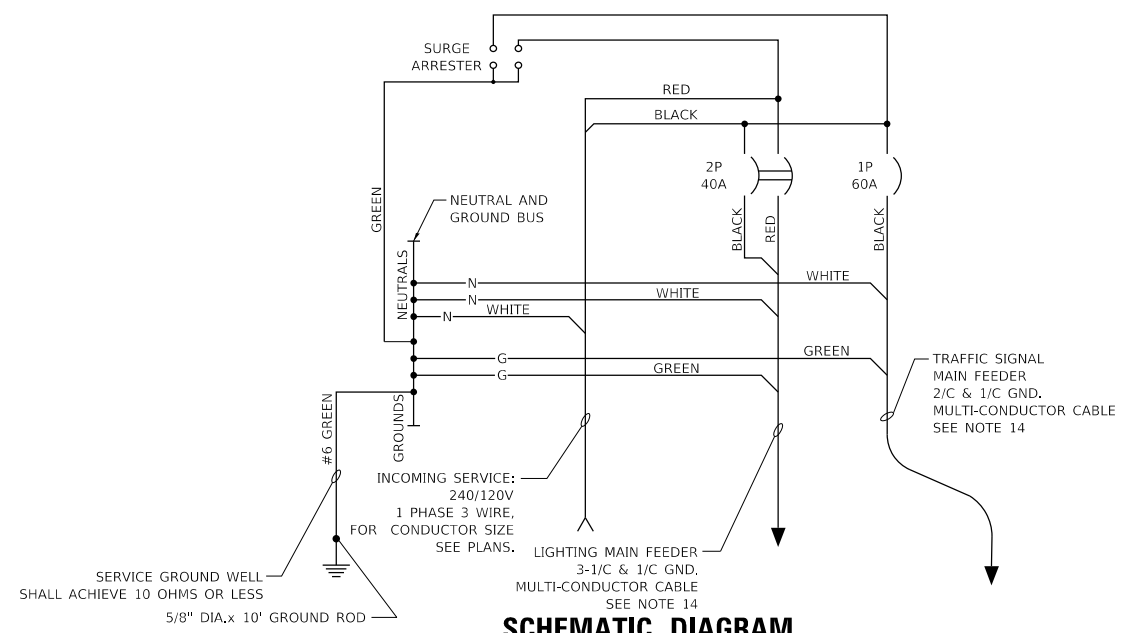 SURGE
ARRESTER
RED
BLACK
2P
40A
1P
60A
GREEN
NEUTRAL AND
GROUND BUS
BLACK
RED
BLACK
NEUTRALS
N
WHITE
N
WHITE
N
WHITE
G
GREEN
G
GREEN
TRAFFIC SIGNAL
MAIN FEEDER
2/C & 1/C GND.
MULTI-CONDUCTOR CABLE
SEE NOTE 14
#6 GREEN
GROUNDS
INCOMING SERVICE:
240/120V
1 PHASE 3 WIRE,
FOR CONDUCTOR SIZE
SEE PLANS.
LIGHTING MAIN FEEDER
3-1/C & 1/C GND.
MULTI-CONDUCTOR CABLE
SEE NOTE 14
SERVICE GROUND WELL
SHALL ACHIEVE 10 OHMS OR LESS
5/8" DIA.x 10' GROUND ROD
SCHEMATIC DIAGRAM